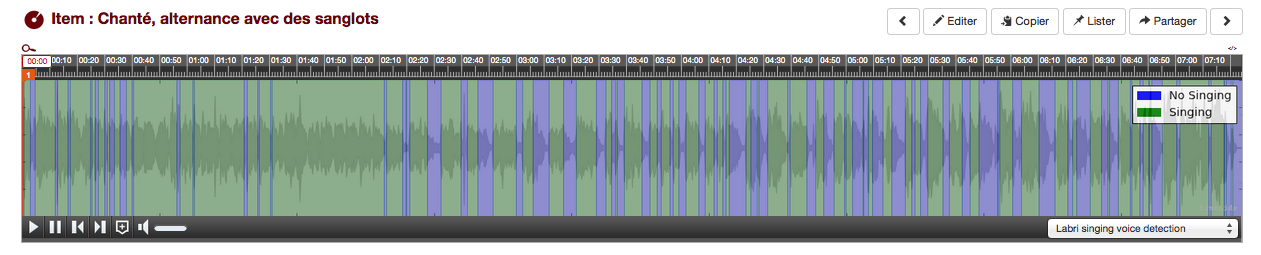 Item : Chanté, alternance avec des sanglots
Editer Copier Lister Partager
</>
00:00 00:10 00:20 00:30 00:40 00:50 01:00 01:10 01:20 01:30 01:40 01:50 02:00 02:10 02:20 02:30 02:40 02:50 03:00 03:10 03:20 03:30 03:40 03:50 04:00 04:10 04:20 04:30 04:40 04:50 05:00 05:10 05:20 05:30 05:40 05:50 06:00 06:10 06:20 06:30 06:40 06:50 07:00 07:10
1
No Singing
Singing
Labri singing voice detection